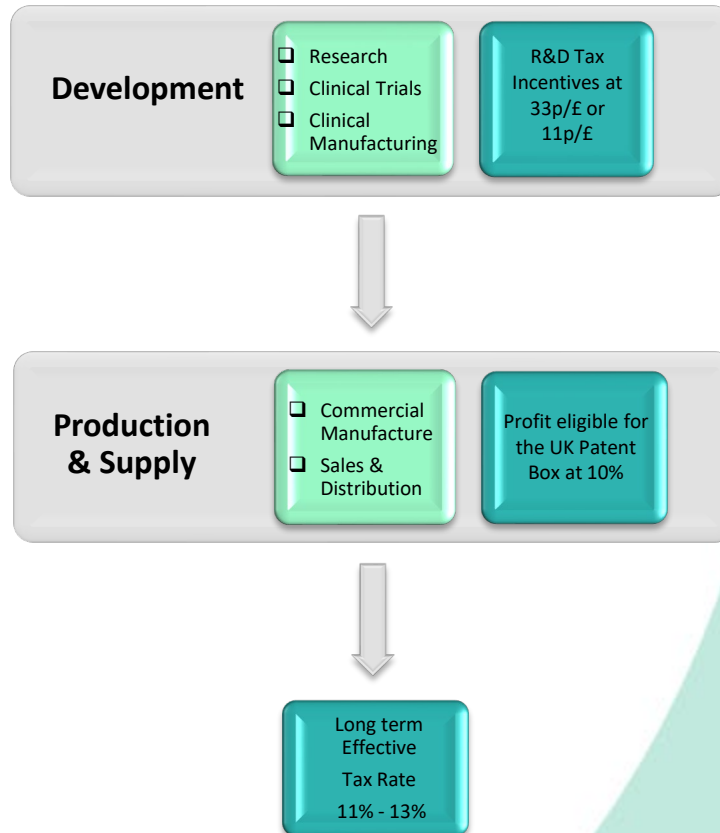 Development
❑ Research
❑ Clinical Trials
❑ Clinical
Manufacturing
R&D Tax
Incentives at
33p/£ or
11p/£
Production
& Supply
❑ Commercial
Manufacture
❑ Sales &
Distribution
Profit eligible for
the UK Patent
Box at 10%
Long term
Effective
Tax Rate
11% - 13%